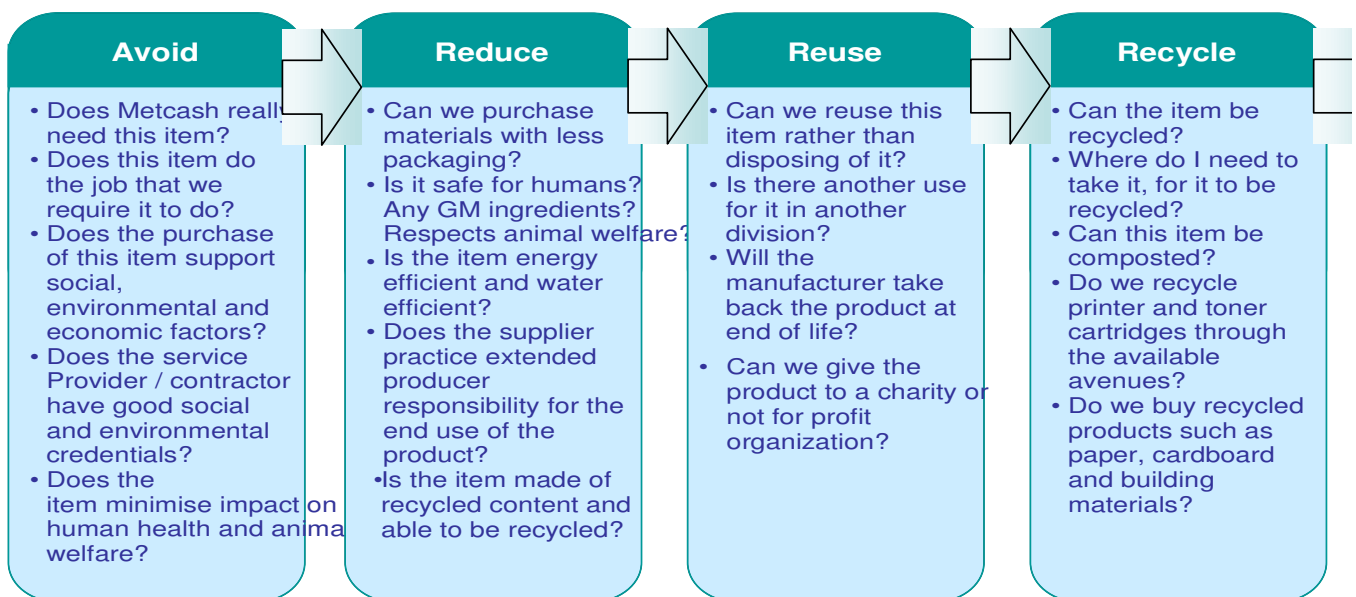 Avoid
• Does Metcash really
need this item?
• Does this item do
the job that we
require it to do?
• Does the purchase
of this item support
social,
environmental and
economic factors?
• Does the service
Provider / contractor
have good social
and environmental
credentials?
• Does the
item minimise impact on
human health and anima
welfare?
Reduce
• Can we purchase
materials with less
packaging?
• Is it safe for humans?
Any GM ingredients?
Respects animal welfare?
• Is the item energy
efficient and water
efficient?
• Does the supplier
practice extended
producer
responsibility for the
end use of the
product?
•Is the item made of
recycled content and
able to be recycled?
Reuse
• Can we reuse this
item rather than
disposing of it?
• Is there another use
for it in another
division?
• Will the
manufacturer take
back the product at
end of life?
• Can we give the
product to a charity or
not for profit
organization?
Recycle
• Can the item be
recycled?
• Where do I need to
take it, for it to be
recycled?
• Can this item be
composted?
• Do we recycle
printer and toner
cartridges through
the available
avenues?
• Do we buy recycled
products such as
paper, cardboard
and building
materials?